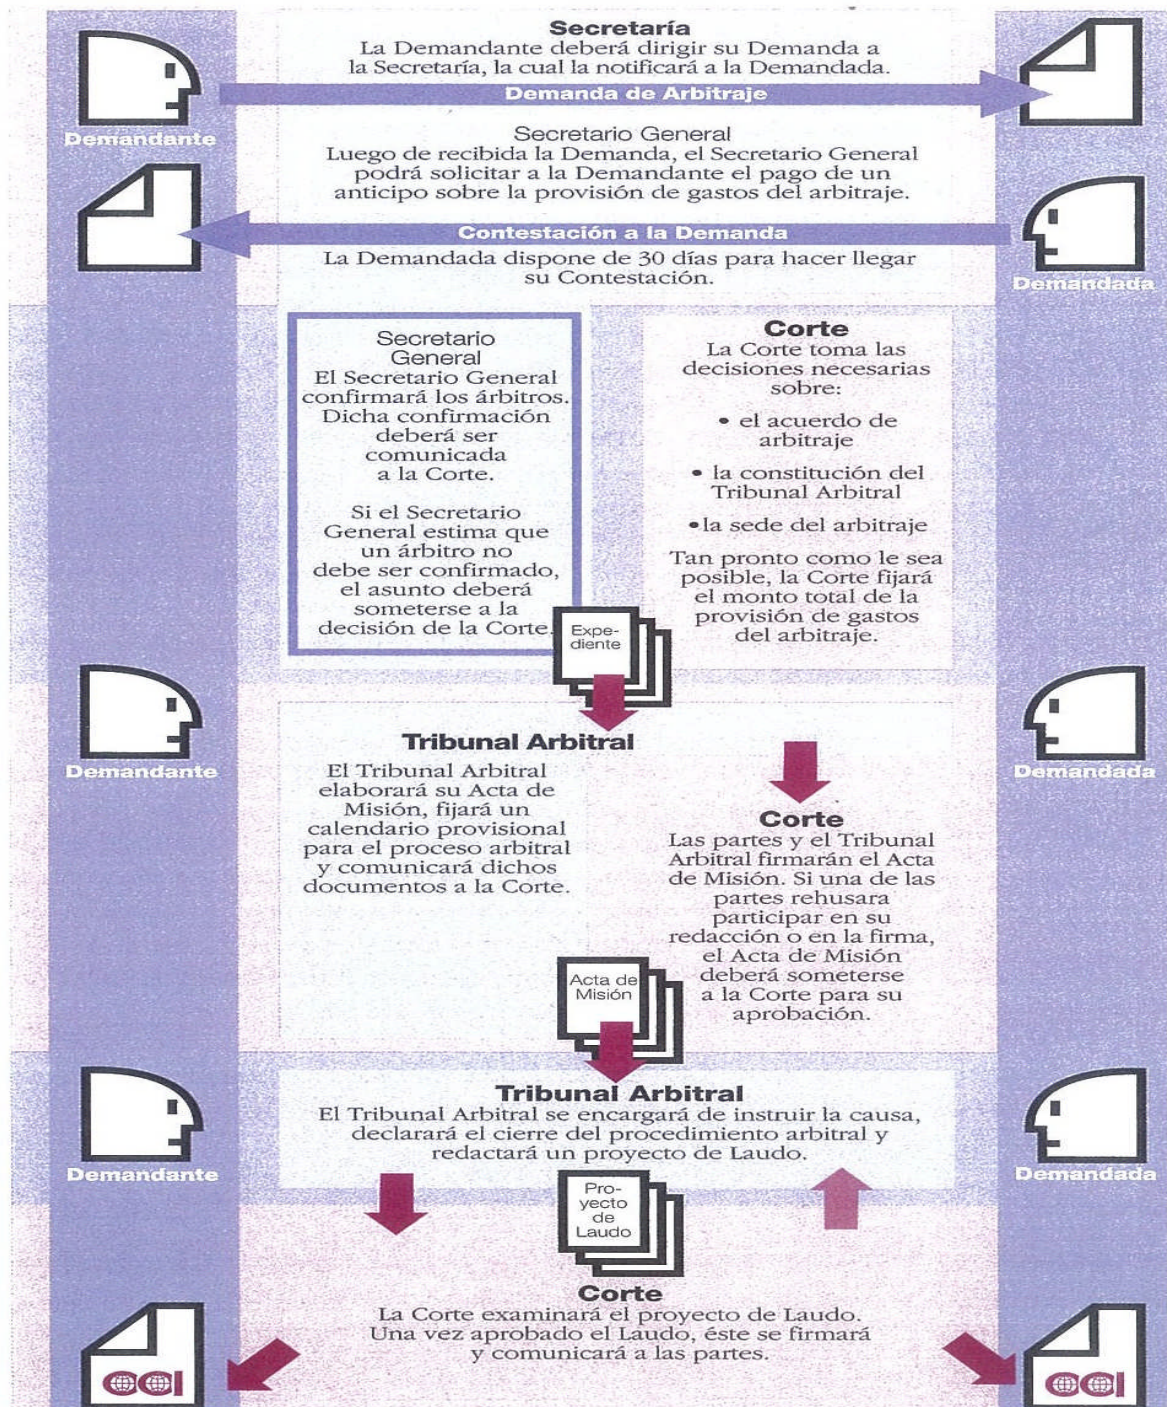 Secretaría
La Demandante deberá dirigir su Demanda a
la Secretaría, la cual la notificará a la Demandada.
Demanda de Arbitraje
Demandante
Secretario General
Luego de recibida la Demanda, el Secretario General
podrá solicitar a la Demandante el pago de un
anticipo sobre la provisión de gastos del arbitraje.
Contestación a la Demanda
La Demandada dispone de 30 días para hacer llegar
su Contestación.
Demandada
Secretario
General
El Secretario General
confirmará los árbitros.
Dicha confirmación
deberá ser
comunicada
a la Corte.
Si el Secretario
General estima que
un árbitro no
debe ser confirmado,
el asunto deberá
someterse a la
decisión de la Corte.
Corte
La Corte toma las
decisiones necesarias
sobre:
• el acuerdo de
arbitraje
• la constitución del
Tribunal Arbitral
• la sede del arbitraje
Tan pronto como le sea
posible, la Corte fijará
el monto total de la
provisión de gastos
del arbitraje.
Expe-
diente
Demandante
Demandada
Tribunal Arbitral
El Tribunal Arbitral
elaborará su Acta de
Misión, fijará un
calendario provisional
para el proceso arbitral
y comunicará dichos
documentos a la Corte.
Corte
Las partes y el Tribunal
Arbitral firmarán el Acta
de Misión. Si una de las
partes rehusara
participar en su
redacción o en la firma,
el Acta de Misión
deberá someterse
a la Corte para su
aprobación.
Acta de
Misión
Tribunal Arbitral
El Tribunal Arbitral se encargará de instruir la causa,
declarará el cierre del procedimiento arbitral y
redactará un proyecto de Laudo.
Demandante
Demandada
Pro-
yecto
de
Laudo
Corte
La Corte examinará el proyecto de Laudo.
Una vez aprobado el Laudo, éste se firmará
y comunicará a las partes.
CCI
CCI